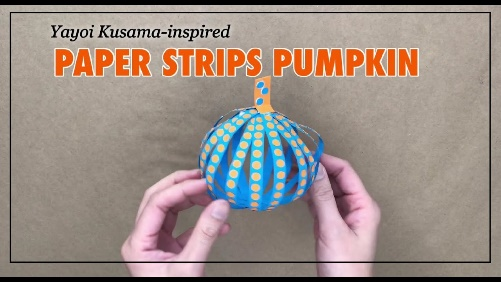 Yayoi Kusama-inspired
PAPER STRIPS PUMPKIN